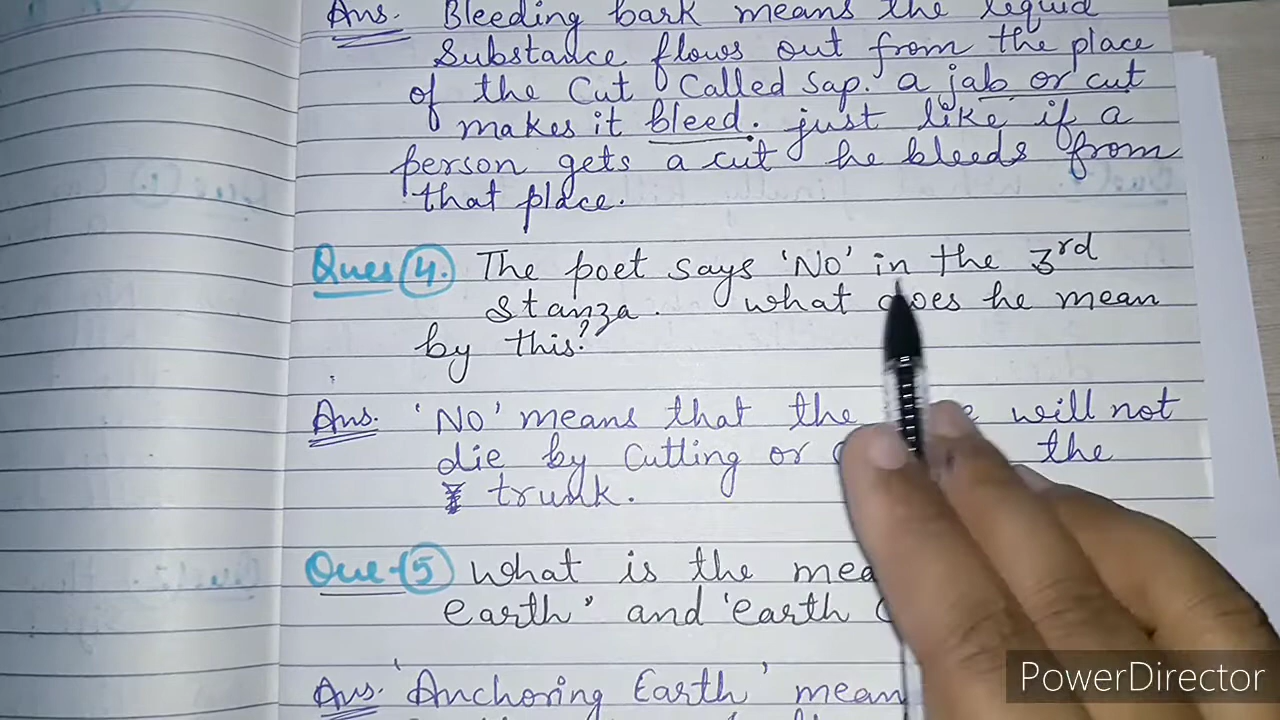 Ans. Bleeding bark means the liquid
Substance flows out from the place
of the Cut Called Sap. a jab or cut
makes it bleed. just like if a
person gets a cut he bleeds from
that place.
Ques 4. The poet says 'NO' in the 3rd
Stanza. what does he mean
by this?
Ans. 'NO' means that the will not
die by Cutting or the
trunk.
Que-5 What is the
earth' and 'earth
Ans. 'Anchoring Earth' mean
PowerDirector